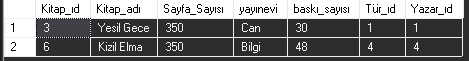 Kitap_id Kitap_adı Sayfa_Sayısı yayınevi baskı_sayısı Tür_id Yazar_id
1 3 Yesil Gece 350 Can 30 1 1
2 6 Kizil Elma 350 Bilgi 48 4 4